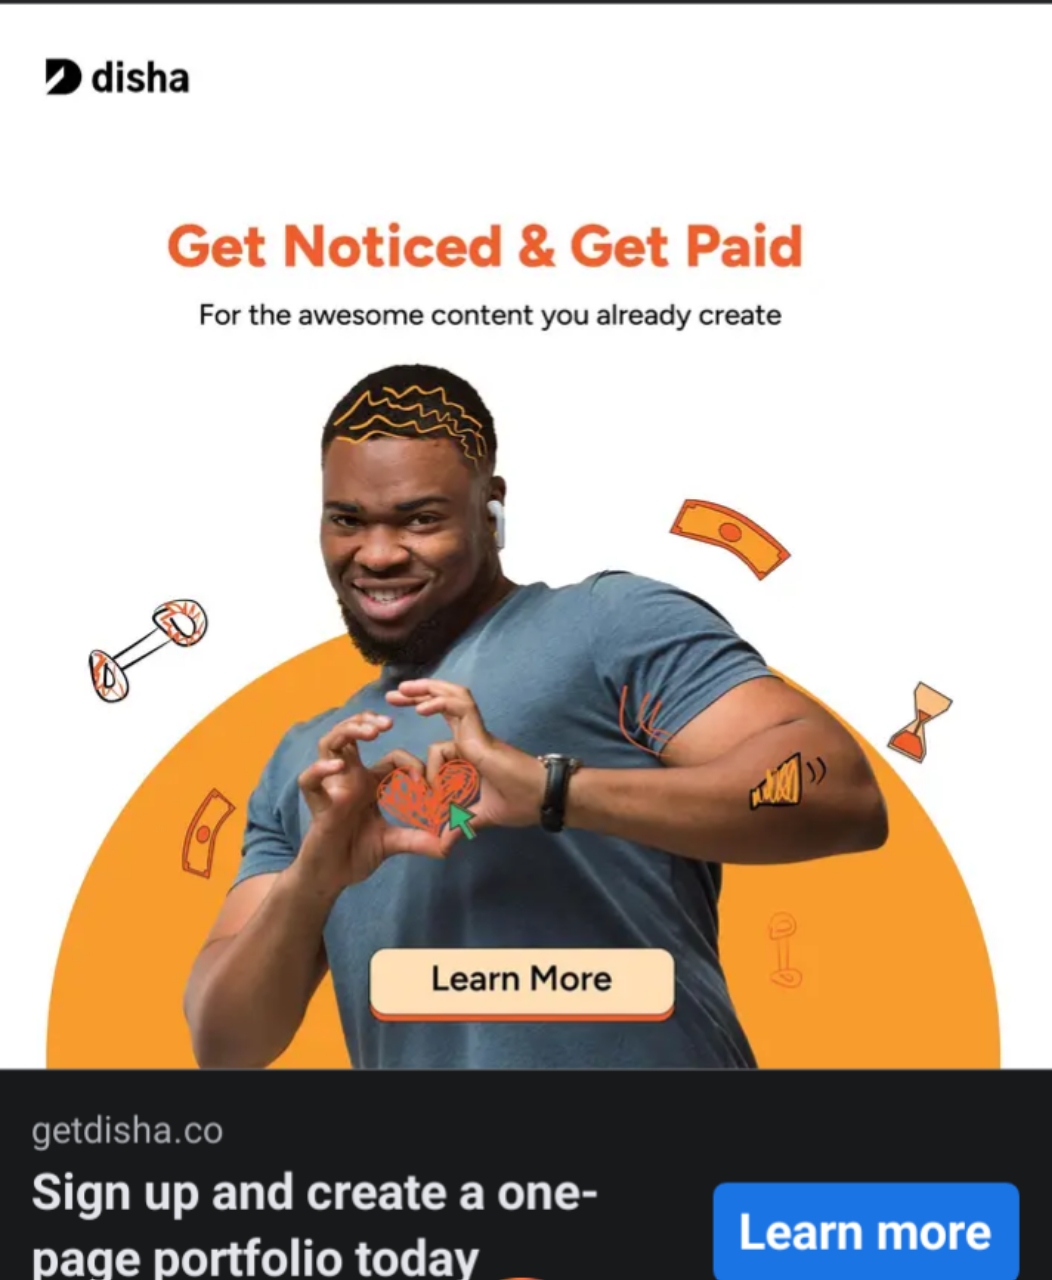 disha
Get Noticed & Get Paid
For the awesome content you already create
Learn More
getdisha.co
Sign up and create a one-
page portfolio today
Learn more